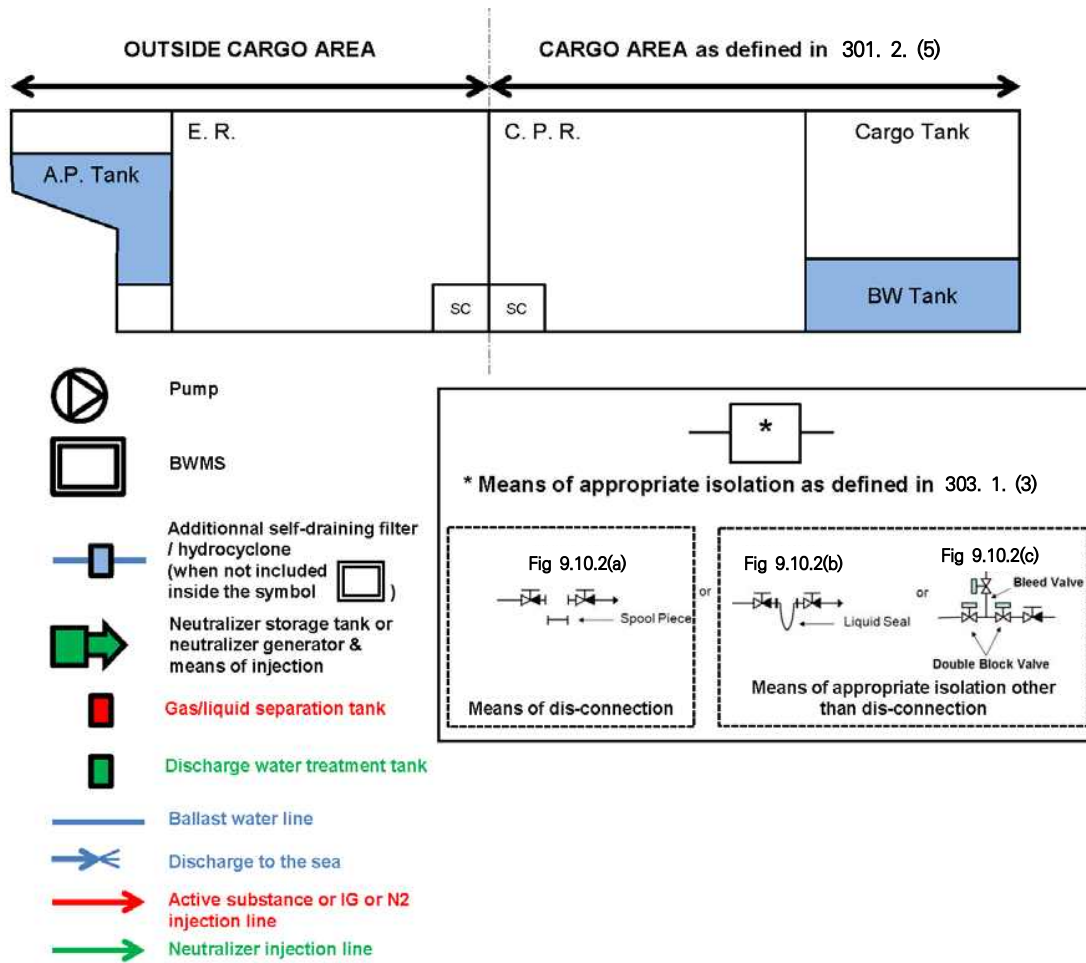 OUTSIDE CARGO AREA
CARGO AREA as defined in 301. 2. (5)
E. R.
C. P. R.
Cargo Tank
A.P. Tank
BW Tank
SC
SC
Pump
BWMS
Additionnal self-draining filter
/ hydrocyclone
(when not included
inside the symbol )
Neutralizer storage tank or
neutralizer generator &
means of injection
Gas/liquid separation tank
Discharge water treatment tank
Ballast water line
Discharge to the sea
Active substance or IG or N2
injection line
Neutralizer injection line
*
* Means of appropriate isolation as defined in 303. 1. (3)
Fig 9.10.2(a)
Spool Piece
Means of dis-connection
or
Fig 9.10.2(b)
Liquid Seal
or
Fig 9.10.2(c)
Bleed Valve
Double Block Valve
Means of appropriate isolation other
than dis-connection